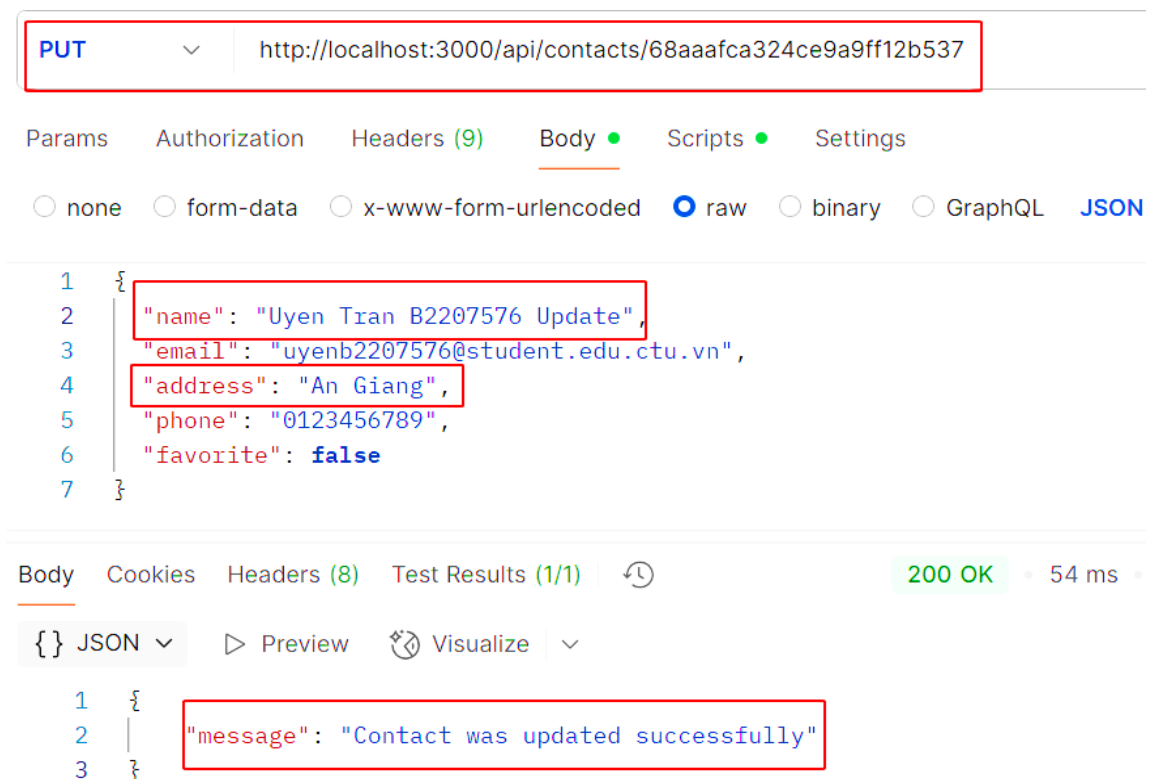 PUT http://localhost:3000/api/contacts/68aaafca324ce9a9ff12b537
Params Authorization Headers (9) Body Scripts Settings
none form-data x-www-form-urlencoded raw binary GraphQL JSON
1 {
2 "name": "Uyen Tran B2207576 Update",
3 "email": "uyenb2207576@student.edu.ctu.vn",
4 "address": "An Giang",
5 "phone": "0123456789",
6 "favorite": false
7 }
Body Cookies Headers (8) Test Results (1/1) 200 OK 54 ms
{} JSON Preview Visualize
1 {
2 "message": "Contact was updated successfully"
3 }